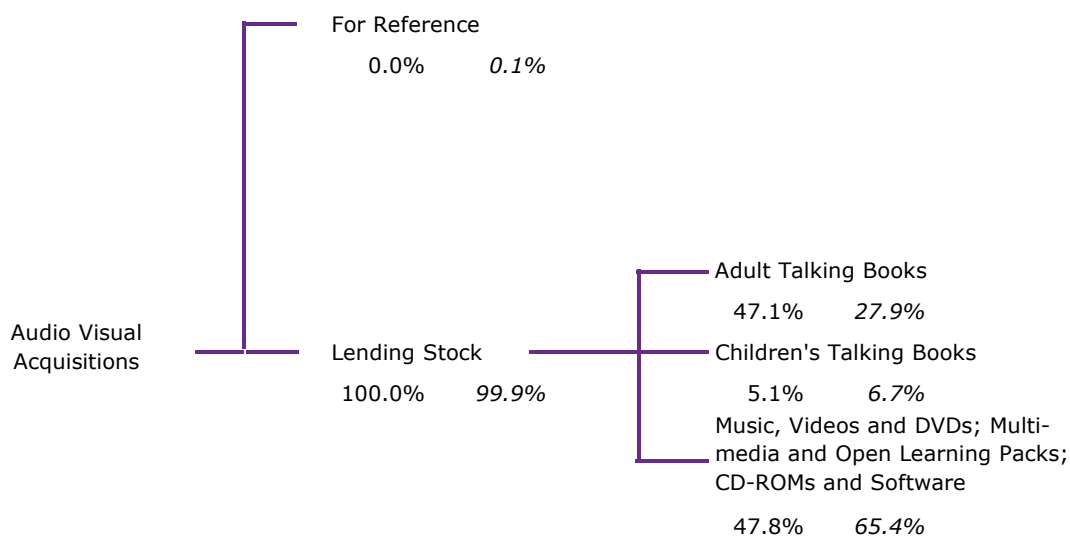 For Reference
0.0% 0.1%
Adult Talking Books
47.1% 27.9%
Audio Visual
Acquisitions
Lending Stock
100.0% 99.9%
Children's Talking Books
5.1% 6.7%
Music, Videos and DVDs; Multi-
media and Open Learning Packs;
CD-ROMs and Software
47.8% 65.4%